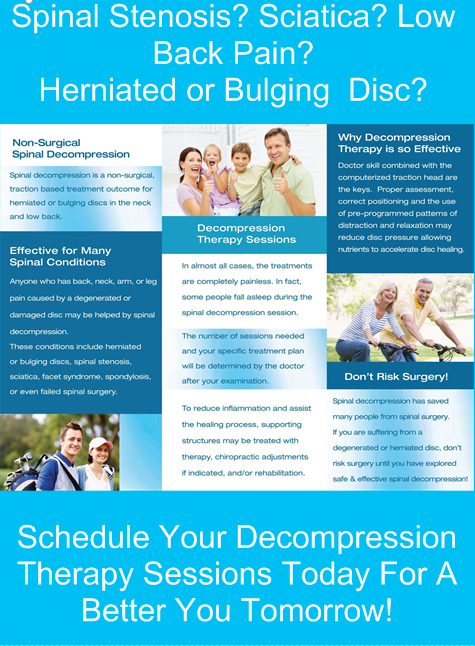 Spinal Stenosis? Sciatica? Low
Back Pain?
Herniated or Bulging Disc?
Non-Surgical
Spinal Decompression
Spinal decompression is a non-surgical,
traction based treatment outcome for
herniated or bulging discs in the neck
and low back.
Effective for Many
Spinal Conditions
Anyone who has back, neck, arm, or leg
pain caused by a degenerated or
damaged disc may be helped by spinal
decompression.
These conditions include herniated
or bulging discs, spinal stenosis,
sciatica, facet syndrome, spondylosis,
or even failed spinal surgery.
Decompression
Therapy Sessions
In almost all cases, the treatments
are completely painless. In fact,
some people fall asleep during the
spinal decompression session.
The number of sessions needed
and your specific treatment plan
will be determined by the doctor
after your examination.
To reduce inflammation and assist
the healing process, supporting
structures may be treated with
therapy, chiropractic adjustments
if indicated, and/or rehabilitation.
Why Decompression
Therapy is so Effective
Doctor skill combined with the
computerized traction head are
the keys. Proper assessment,
correct positioning and the use
of pre-programmed patterns of
distraction and relaxation may
reduce disc pressure allowing
nutrients to accelerate disc healing.
Don't Risk Surgery!
Spinal decompression has saved
many people from spinal surgery.
If you are suffering from a
degenerated or herniated disc, don't
risk surgery until you have explored
safe & effective spinal decompression!
Schedule Your Decompression
Therapy Sessions Today For A
Better You Tomorrow!